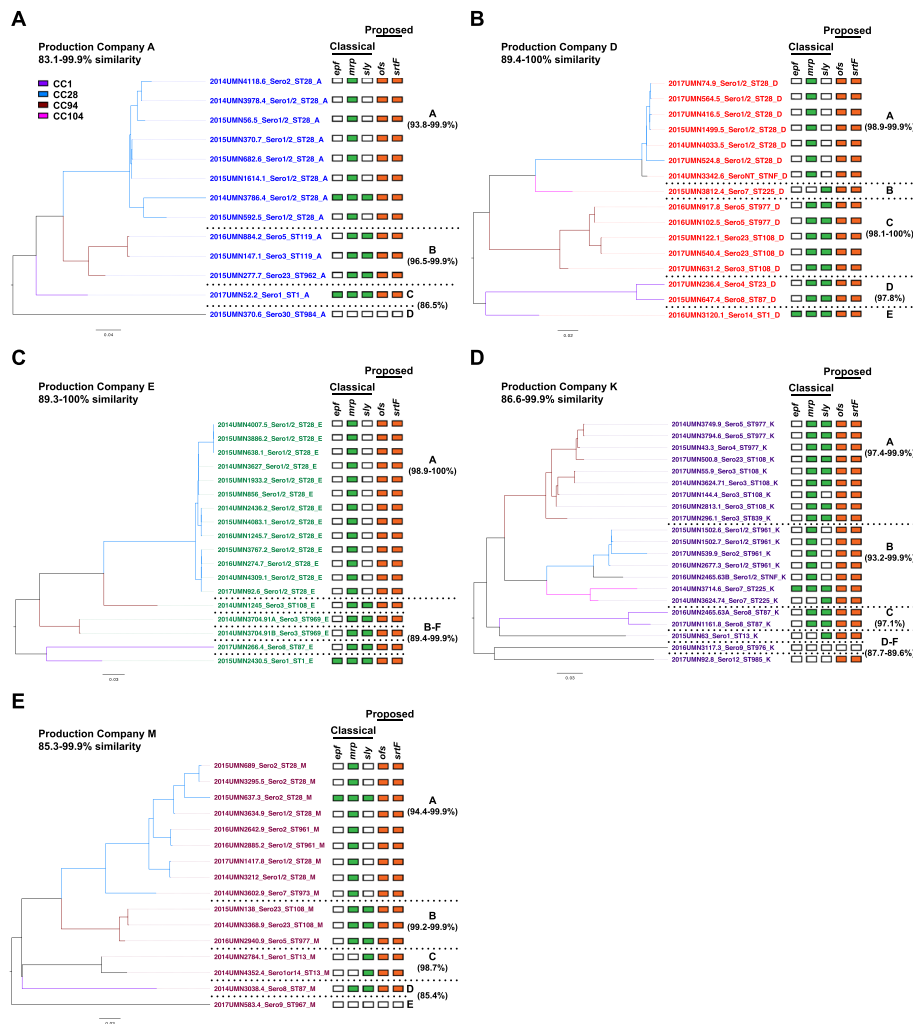 A
Production Company A
83.1-99.9% similarity
CC1
CC28
CC94
CC104
Proposed
Classical
epf mrp sly ofs srtF
2014UMN4118.6_Sero2_ST28_A
2014UMN3978.4_Sero1/2_ST28_A
2015UMN56.5_Sero1/2_ST28_A
2015UMN370.7_Sero1/2_ST28_A
2015UMN682.6_Sero1/2_ST28_A
2015UMN1614.1_Sero1/2_ST28_A
2014UMN3786.4_Sero1/2_ST28_A
2015UMN592.5_Sero1/2_ST28_A
A
(93.8-99.9%)
2016UMN884.2_Sero5_ST119_A
2015UMN147.1_Sero3_ST119_A
2015UMN277.7_Sero23_ST962_A
B
(96.5-99.9%)
2017UMN52.2_Sero1_ST1_A
C
(86.5%)
2015UMN370.6_Sero30_ST984_A
D
0.04
B
Production Company D
89.4-100% similarity
Proposed
Classical
epf mrp sly ofs srtF
2017UMN74.9_Sero1/2_ST28_D
2017UMN564.5_Sero1/2_ST28_D
2017UMN416.5_Sero1/2_ST28_D
2015UMN1499.5_Sero1/2_ST28_D
2014UMN4033.5_Sero1/2_ST28_D
2017UMN524.8_Sero1/2_ST28_D
2014UMN3342.6_SeroNT_STNF_D
A
(98.9-99.9%)
2015UMN3812.4_Sero7_ST225_D
B
2016UMN917.8_Sero5_ST977_D
2016UMN102.5_Sero5_ST977_D
2015UMN122.1_Sero23_ST108_D
2017UMN540.4_Sero23_ST108_D
2017UMN631.2_Sero3_ST108_D
C
(98.1-100%)
2017UMN236.4_Sero4_ST23_D
2015UMN647.4_Sero8_ST87_D
D
(97.8%)
2016UMN3120.1_Sero14_ST1_D
E
0.03
C
Production Company E
89.3-100% similarity
Proposed
Classical
epf mrp sly ofs srtF
2014UMN4007.5_Sero1/2_ST28_E
2015UMN3886.2_Sero1/2_ST28_E
2015UMN638.1_Sero1/2_ST28_E
2014UMN3627_Sero1/2_ST28_E
2015UMN1933.2_Sero1/2_ST28_E
2015UMN856_Sero1/2_ST28_E
2014UMN2436.2_Sero1/2_ST28_E
2015UMN4083.1_Sero1/2_ST28_E
2016UMN1245.7_Sero1/2_ST28_E
2015UMN3767.2_Sero1/2_ST28_E
2016UMN274.7_Sero1/2_ST28_E
2014UMN4309.1_Sero1/2_ST28_E
2017UMN92.6_Sero1/2_ST28_E
A
(98.9-100%)
2014UMN1245_Sero3_ST108_E
2014UMN3704.91A_Sero3_ST969_E
2014UMN3704.91B_Sero3_ST969_E
2017UMN266.4_Sero8_ST87_E
2015UMN2430.5_Sero1_ST1_E
B-F
(89.4-99.9%)
0.03
D
Production Company K
86.6-99.9% similarity
Proposed
Classical
epf mrp sly ofs srtF
2014UMN3749.9_Sero5_ST977_K
2014UMN3794.6_Sero5_ST977_K
2015UMN43.3_Sero4_ST977_K
2017UMN500.8_Sero23_ST108_K
2017UMN55.9_Sero3_ST108_K
2014UMN3624.71_Sero3_ST108_K
2017UMN144.4_Sero3_ST108_K
2016UMN2813.1_Sero3_ST108_K
2017UMN296.1_Sero3_ST839_K
A
(97.4-99.9%)
2015UMN1502.6_Sero1/2_ST961_K
2015UMN1502.7_Sero1/2_ST961_K
2017UMN539.9_Sero2_ST961_K
2016UMN2677.3_Sero1/2_ST961_K
2016UMN2465.63B_Sero1/2_STNF_K
2014UMN3714.6_Sero7_ST225_K
2014UMN3624.74_Sero7_ST225_K
B
(93.2-99.9%)
2016UMN2465.63A_Sero8_ST87_K
2017UMN1161.8_Sero8_ST87_K
C
(97.1%)
2015UMN63_Sero1_ST13_K
2016UMN3117.3_Sero9_ST976_K
2017UMN92.8_Sero12_ST985_K
D-F
(87.7-89.6%)
0.03
E
Production Company M
85.3-99.9% similarity
Proposed
Classical
epf mrp sly ofs srtF
2015UMN689_Sero2_ST28_M
2014UMN3295.5_Sero2_ST28_M
2015UMN637.3_Sero2_ST28_M
2014UMN3634.9_Sero1/2_ST28_M
2016UMN2642.9_Sero2_ST961_M
2016UMN2885.2_Sero1/2_ST961_M
2017UMN1417.8_Sero1/2_ST28_M
2014UMN3212_Sero1/2_ST28_M
2014UMN3602.9_Sero7_ST973_M
A
(94.4-99.9%)
2015UMN138_Sero23_ST108_M
2014UMN3368.9_Sero23_ST108_M
2016UMN2940.9_Sero5_ST977_M
B
(99.2-99.9%)
2014UMN2784.1_Sero1_ST13_M
2014UMN4352.4_Sero1or14_ST13_M
C
(98.7%)
2014UMN3038.4_Sero8_ST87_M
D
(85.4%)
2017UMN583.4_Sero9_ST967_M
E
0.03